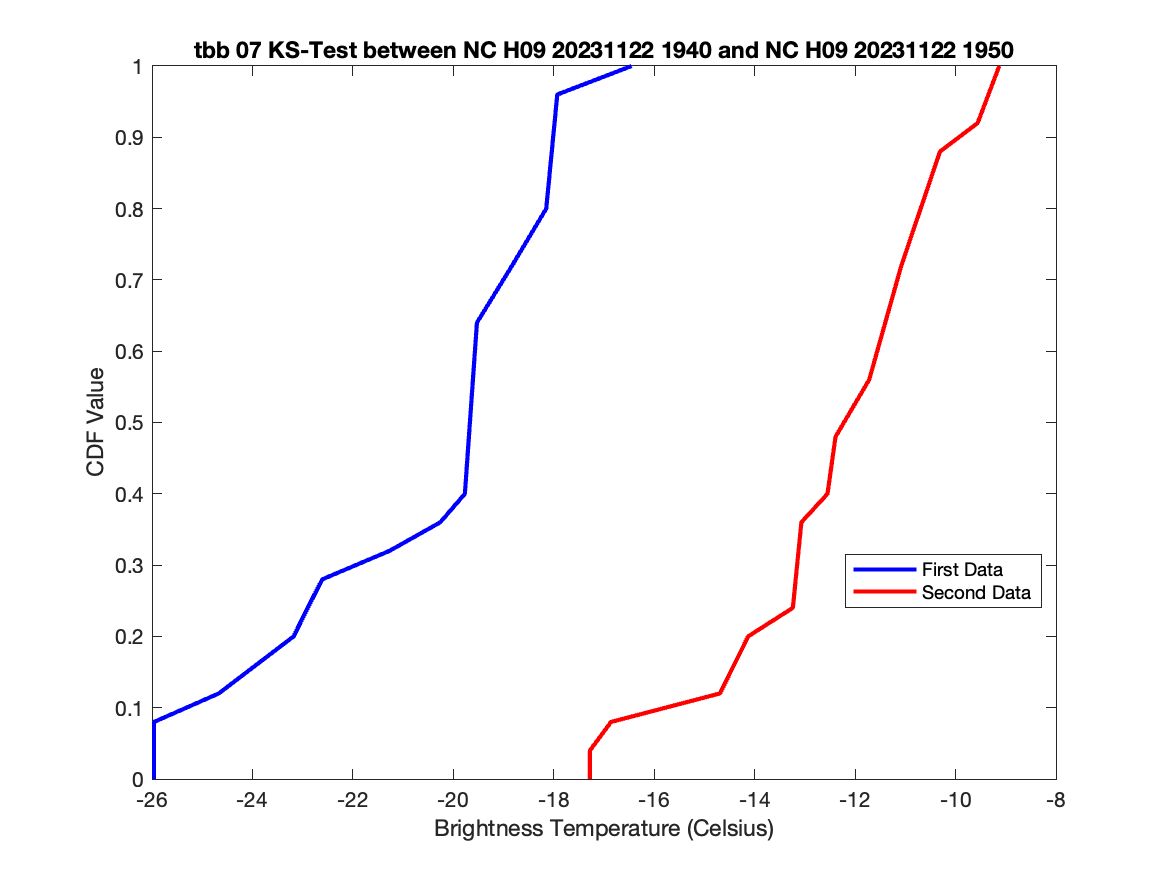 tbb 07 KS-Test between NC H09 20231122 1940 and NC H09 20231122 1950
1
0.9
0.8
0.7
0.6
0.5
0.4
0.3
0.2
0.1
0
CDF Value
First Data
Second Data
-26 -24 -22 -20 -18 -16 -14 -12 -10 -8
Brightness Temperature (Celsius)